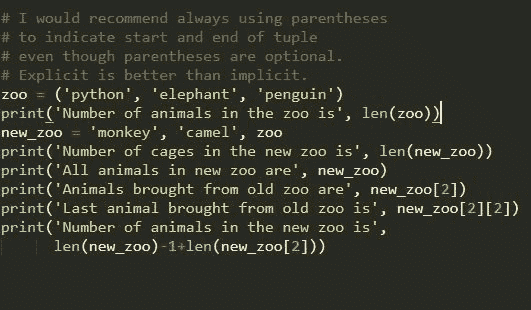 # I would recommend always using parentheses
# to indicate start and end of tuple
# even though parentheses are optional.
# Explicit is better than implicit.
zoo = ('python', 'elephant', 'penguin')
print('Number of animals in the zoo is', len(zoo))
new_zoo = 'monkey', 'camel', zoo
print('Number of cages in the new zoo is', len(new_zoo))
print('All animals in new zoo are', new_zoo)
print('Animals brought from old zoo are', new_zoo[2])
print('Last animal brought from old zoo is', new_zoo[2][2])
print('Number of animals in the new zoo is',
      len(new_zoo)-1+len(new_zoo[2]))